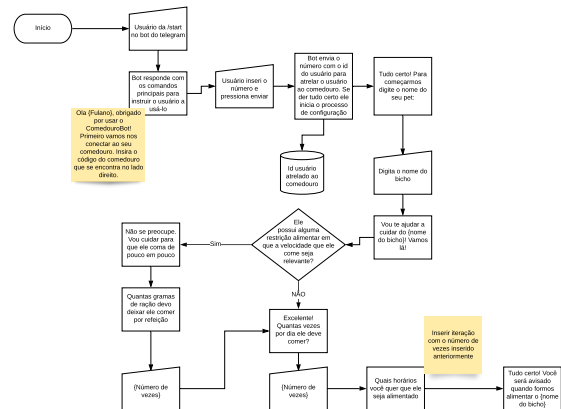 Início
Usuário da /start
no bot do telegram
Bot responde com
os comandos
principais para
instruir o usuário a
usá-lo
Ola {Fulano}, obrigado
por usar o
ComedouroBot!
Primeiro vamos nos
conectar ao seu
comedouro. Insira o
código do comedouro
que se encontra no lado
direito.
Usuário inseri o
número e
pressiona enviar
Bot envia o
número com o id
do usuário para
atrelar o usuário
ao comedouro. Se
der tudo certo ele
inicia o processo
de configuração
Id usuário
atrelado ao
comedouro
Tudo certo! Para
começarmos
digite o nome do
seu pet:
Digita o nome do
bicho
Vou te ajudar a
cuidar do {nome
do bicho}! Vamos
lá!
Ele
possui alguma
restrição alimentar em
que a velocidade que ele
come seja
relevante?
Sim
NÃO
Não se preocupe.
Vou cuidar para
que ele coma de
pouco em pouco
Quantas gramas
de ração devo
deixar ele comer
por refeição
{Número de
vezes}
Excelente!
Quantas vezes
por dia ele deve
comer?
{Número de
vezes}
Quais horários
você quer que ele
seja alimentado
Inserir iteração
com o número de
vezes inserido
anteriormente
Tudo certo! Você
será avisado
quando formos
alimentar o {nome
do bicho}